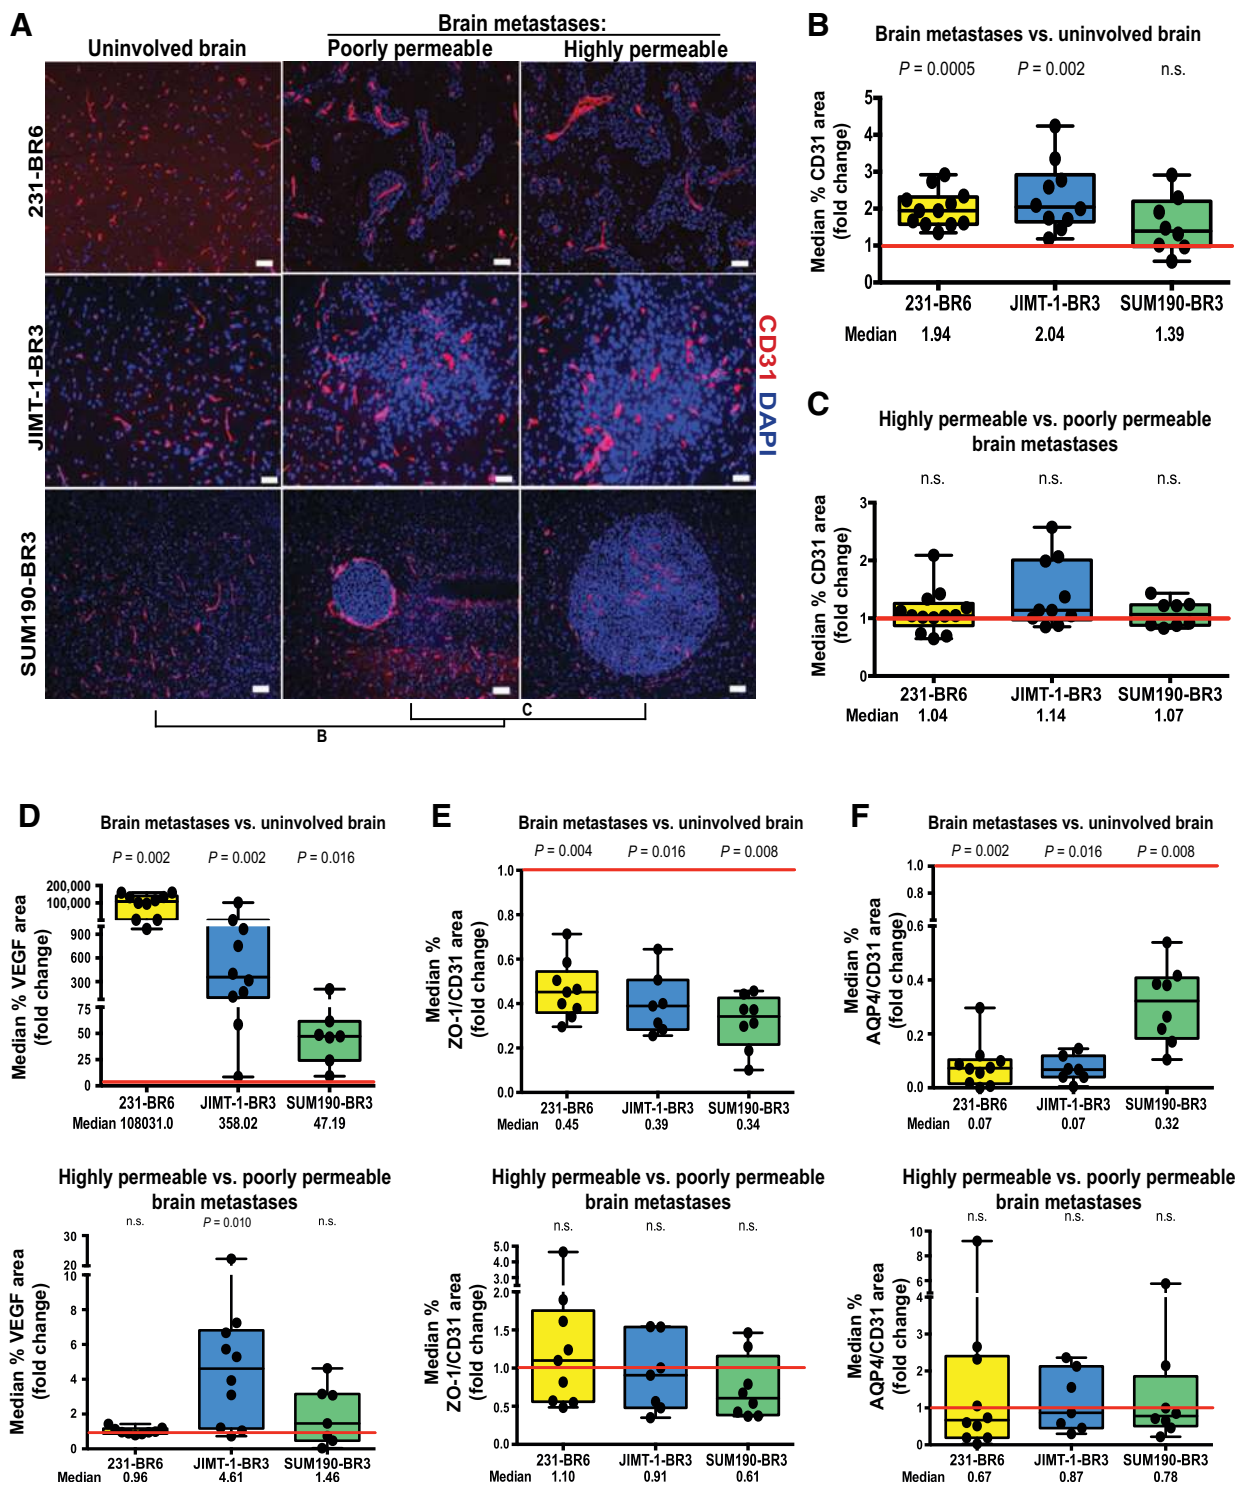 A
Brain metastases:
Uninvolved brain
Poorly permeable
Highly permeable
231-BR6
JIMT-1-BR3
SUM190-BR3
CD31 DAPI
C
B
B
Brain metastases vs. uninvolved brain
P = 0.0005
P = 0.002
n.s.
Median % CD31 area
(fold change)
5
4
3
2
1
0
231-BR6
JIMT-1-BR3
SUM190-BR3
Median
1.94
2.04
1.39
C
Highly permeable vs. poorly permeable
brain metastases
n.s.
n.s.
n.s.
Median % CD31 area
(fold change)
3
2
1
0
231-BR6
JIMT-1-BR3
SUM190-BR3
Median
1.04
1.14
1.07
D
Brain metastases vs. uninvolved brain
P = 0.002
P = 0.002
P = 0.016
Median % VEGF area
(fold change)
200,000
100,000
900
600
300
75
50
25
0
231-BR6
JIMT-1-BR3
SUM190-BR3
Median 108031.0
358.02
47.19
Highly permeable vs. poorly permeable
brain metastases
n.s.
P = 0.010
n.s.
Median % VEGF area
(fold change)
30
20
10
8
6
4
2
0
231-BR6
JIMT-1-BR3
SUM190-BR3
Median
0.96
4.61
1.46
E
Brain metastases vs. uninvolved brain
P = 0.004
P = 0.016
P = 0.008
Median %
ZO-1/CD31 area
(fold change)
1.0
0.8
0.6
0.4
0.2
0.0
231-BR6
JIMT-1-BR3
SUM190-BR3
Median
0.45
0.39
0.34
Highly permeable vs. poorly permeable
brain metastases
n.s.
n.s.
n.s.
Median %
ZO-1/CD31 area
(fold change)
5.0
4.0
3.0
2.0
1.5
1.0
0.5
0.0
231-BR6
JIMT-1-BR3
SUM190-BR3
Median
1.10
0.91
0.61
F
Brain metastases vs. uninvolved brain
P = 0.002
P = 0.016
P = 0.008
Median %
AQP4/CD31 area
(fold change)
1.0
0.8
0.6
0.4
0.2
0.0
231-BR6
JIMT-1-BR3
SUM190-BR3
Median
0.07
0.07
0.32
Highly permeable vs. poorly permeable
brain metastases
n.s.
n.s.
n.s.
Median %
AQP4/CD31 area
(fold change)
10
8
6
4
3
2
1
0
231-BR6
JIMT-1-BR3
SUM190-BR3
Median
0.67
0.87
0.78